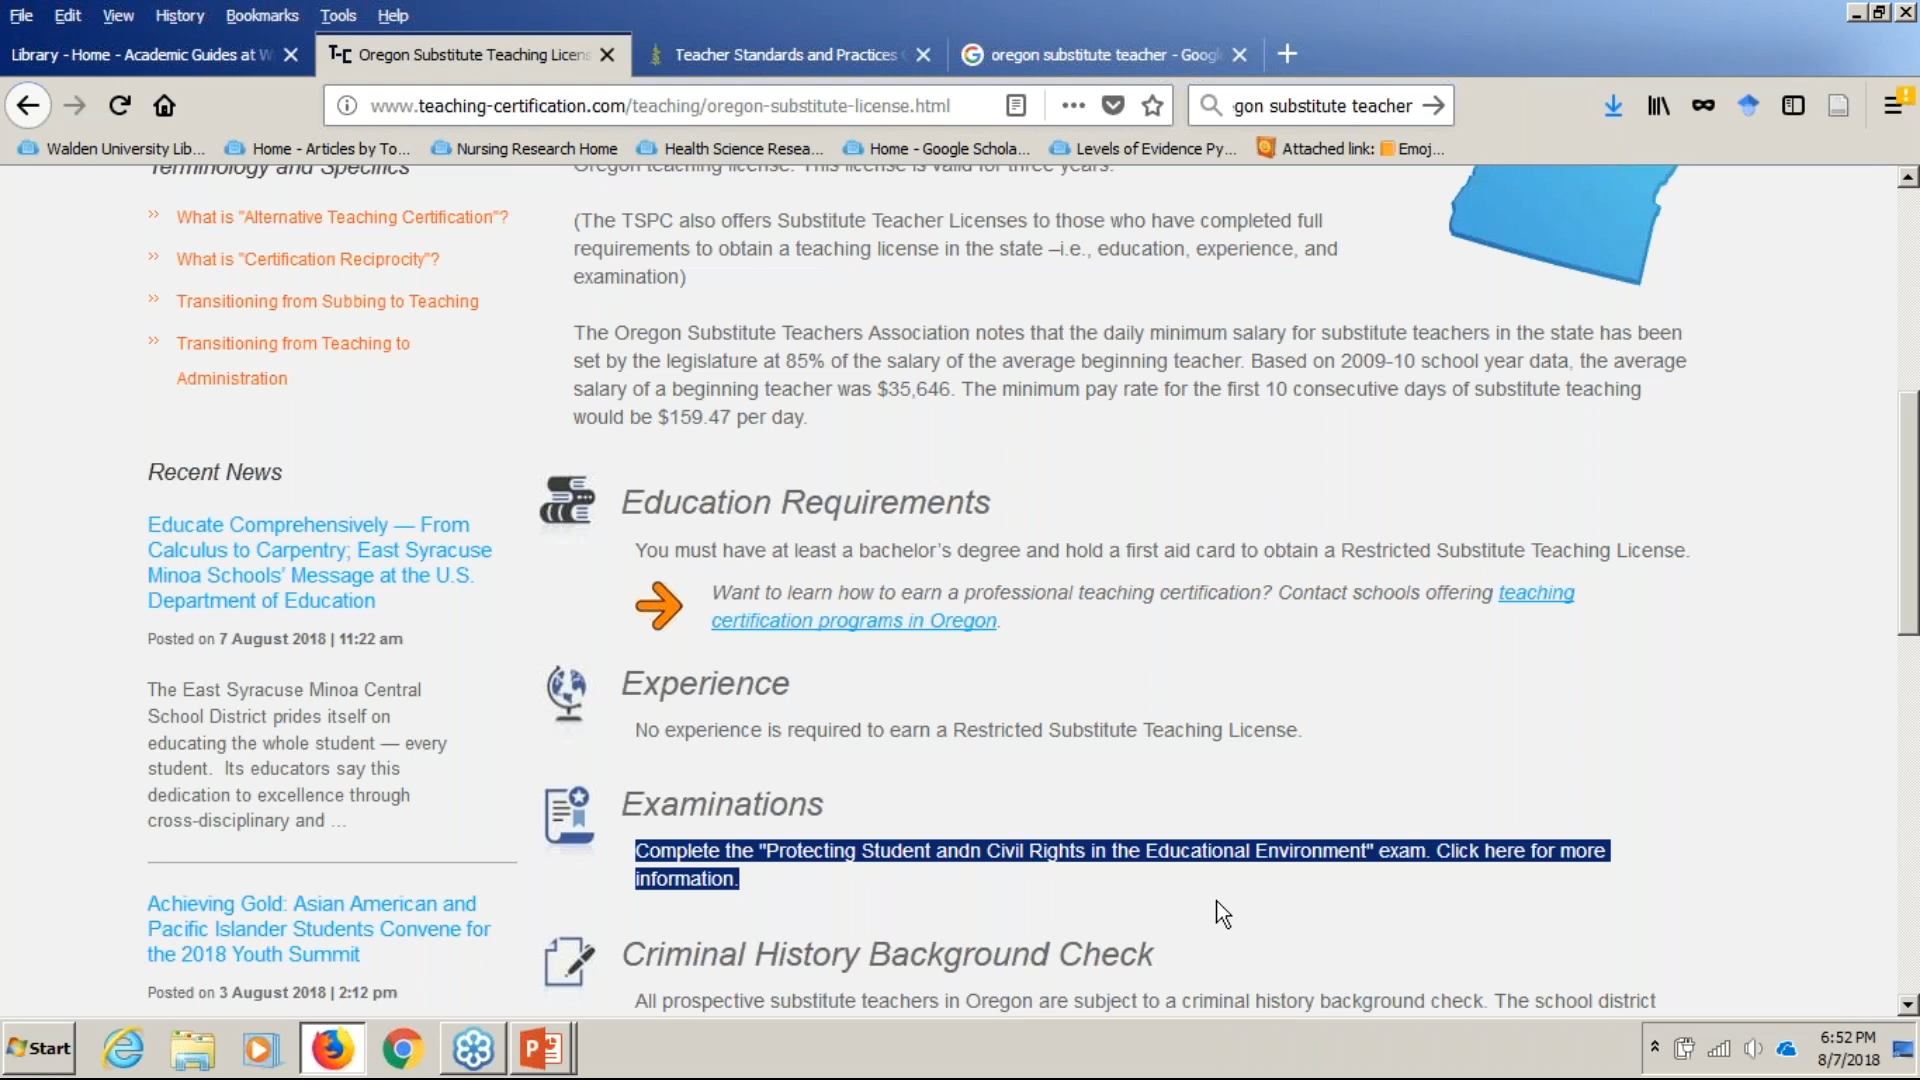 File Edit View History Bookmarks Tools Help
Library - Home - Academic Guides at W
T-C Oregon Substitute Teaching Licens
Teacher Standards and Practices
oregon substitute teacher - Googl
www.teaching-certification.com/teaching/oregon-substitute-license.html
gon substitute teacher
Walden University Lib...
Home - Articles by To...
Nursing Research Home
Health Science Resea...
Home - Google Schola...
Levels of Evidence Py...
Attached link: Emoj...
Terminology and Specifics
What is "Alternative Teaching Certification"?
What is "Certification Reciprocity"?
Transitioning from Subbing to Teaching
Transitioning from Teaching to
Administration
Recent News
Educate Comprehensively — From
Calculus to Carpentry; East Syracuse
Minoa Schools' Message at the U.S.
Department of Education
Posted on 7 August 2018 | 11:22 am
The East Syracuse Minoa Central
School District prides itself on
educating the whole student — every
student. Its educators say this
dedication to excellence through
cross-disciplinary and ...
Achieving Gold: Asian American and
Pacific Islander Students Convene for
the 2018 Youth Summit
Posted on 3 August 2018 | 2:12 pm
Oregon teaching license. This license is valid for three years.
(The TSPC also offers Substitute Teacher Licenses to those who have completed full
requirements to obtain a teaching license in the state –i.e., education, experience, and
examination)
The Oregon Substitute Teachers Association notes that the daily minimum salary for substitute teachers in the state has been
set by the legislature at 85% of the salary of the average beginning teacher. Based on 2009-10 school year data, the average
salary of a beginning teacher was $35,646. The minimum pay rate for the first 10 consecutive days of substitute teaching
would be $159.47 per day.
Education Requirements
You must have at least a bachelor's degree and hold a first aid card to obtain a Restricted Substitute Teaching License.
Want to learn how to earn a professional teaching certification? Contact schools offering teaching
certification programs in Oregon.
Experience
No experience is required to earn a Restricted Substitute Teaching License.
Examinations
Complete the "Protecting Student andn Civil Rights in the Educational Environment" exam. Click here for more
information.
Criminal History Background Check
All prospective substitute teachers in Oregon are subject to a criminal history background check. The school district
Start
6:52 PM
8/7/2018